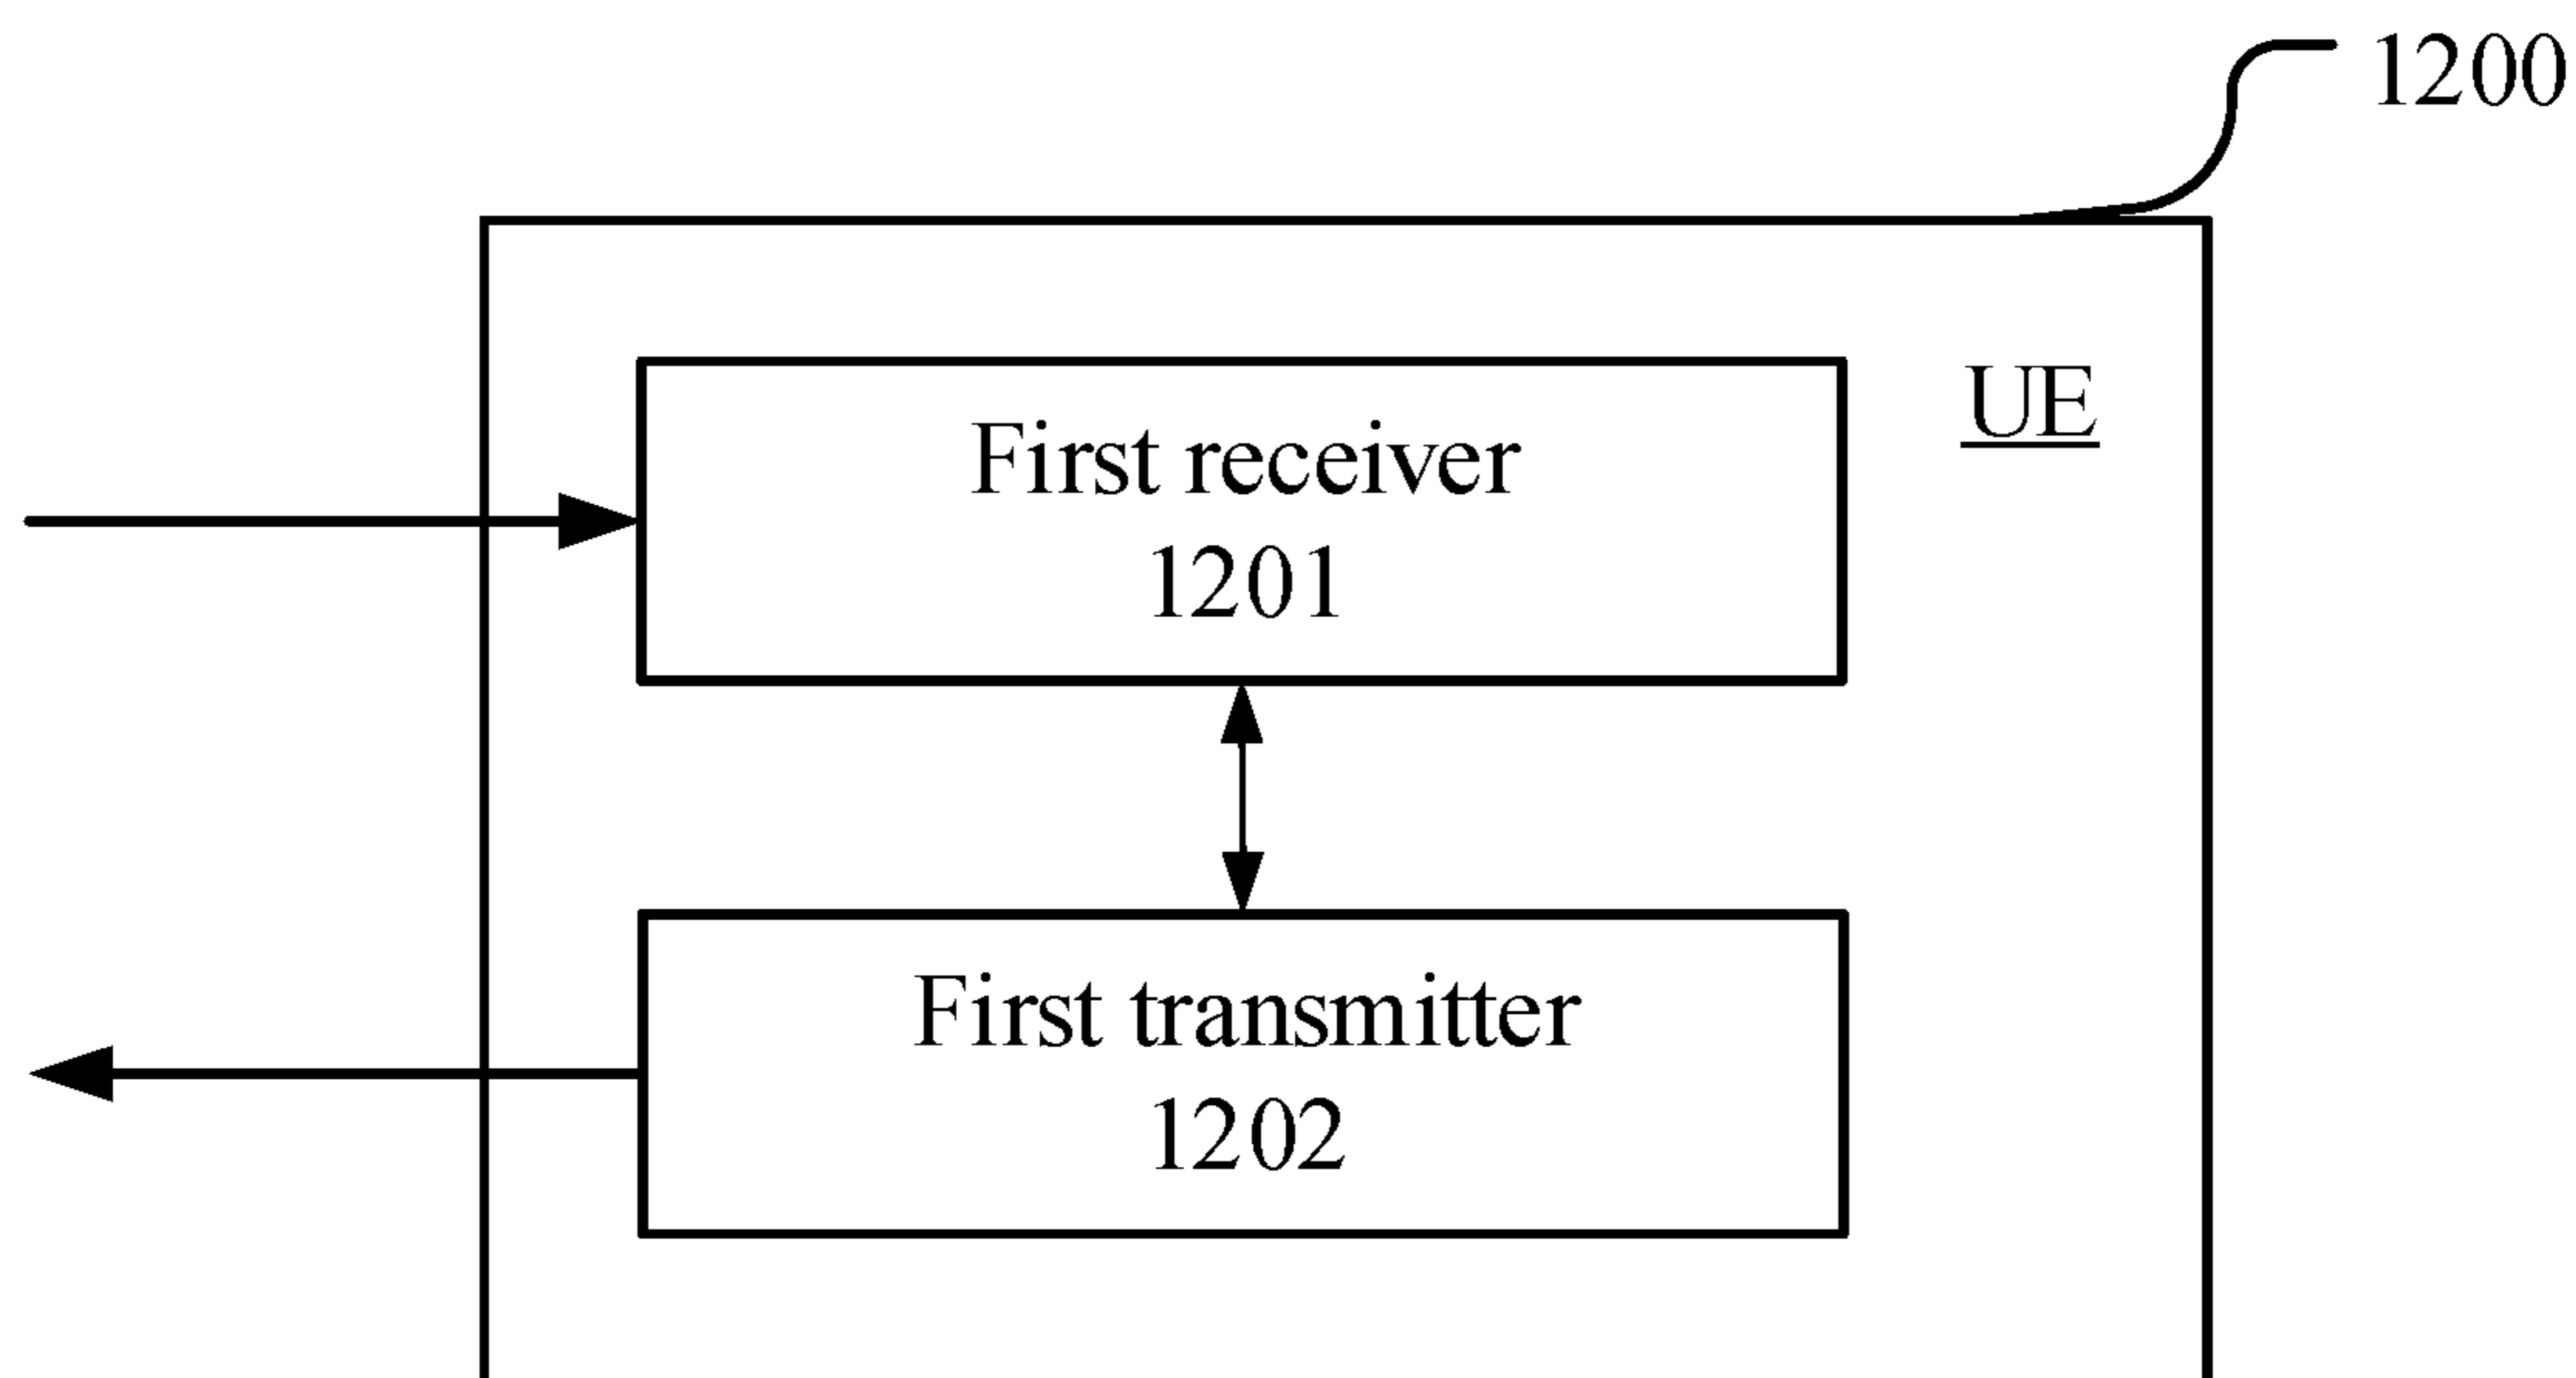 1200
UE
First receiver
1201
First transmitter
1202